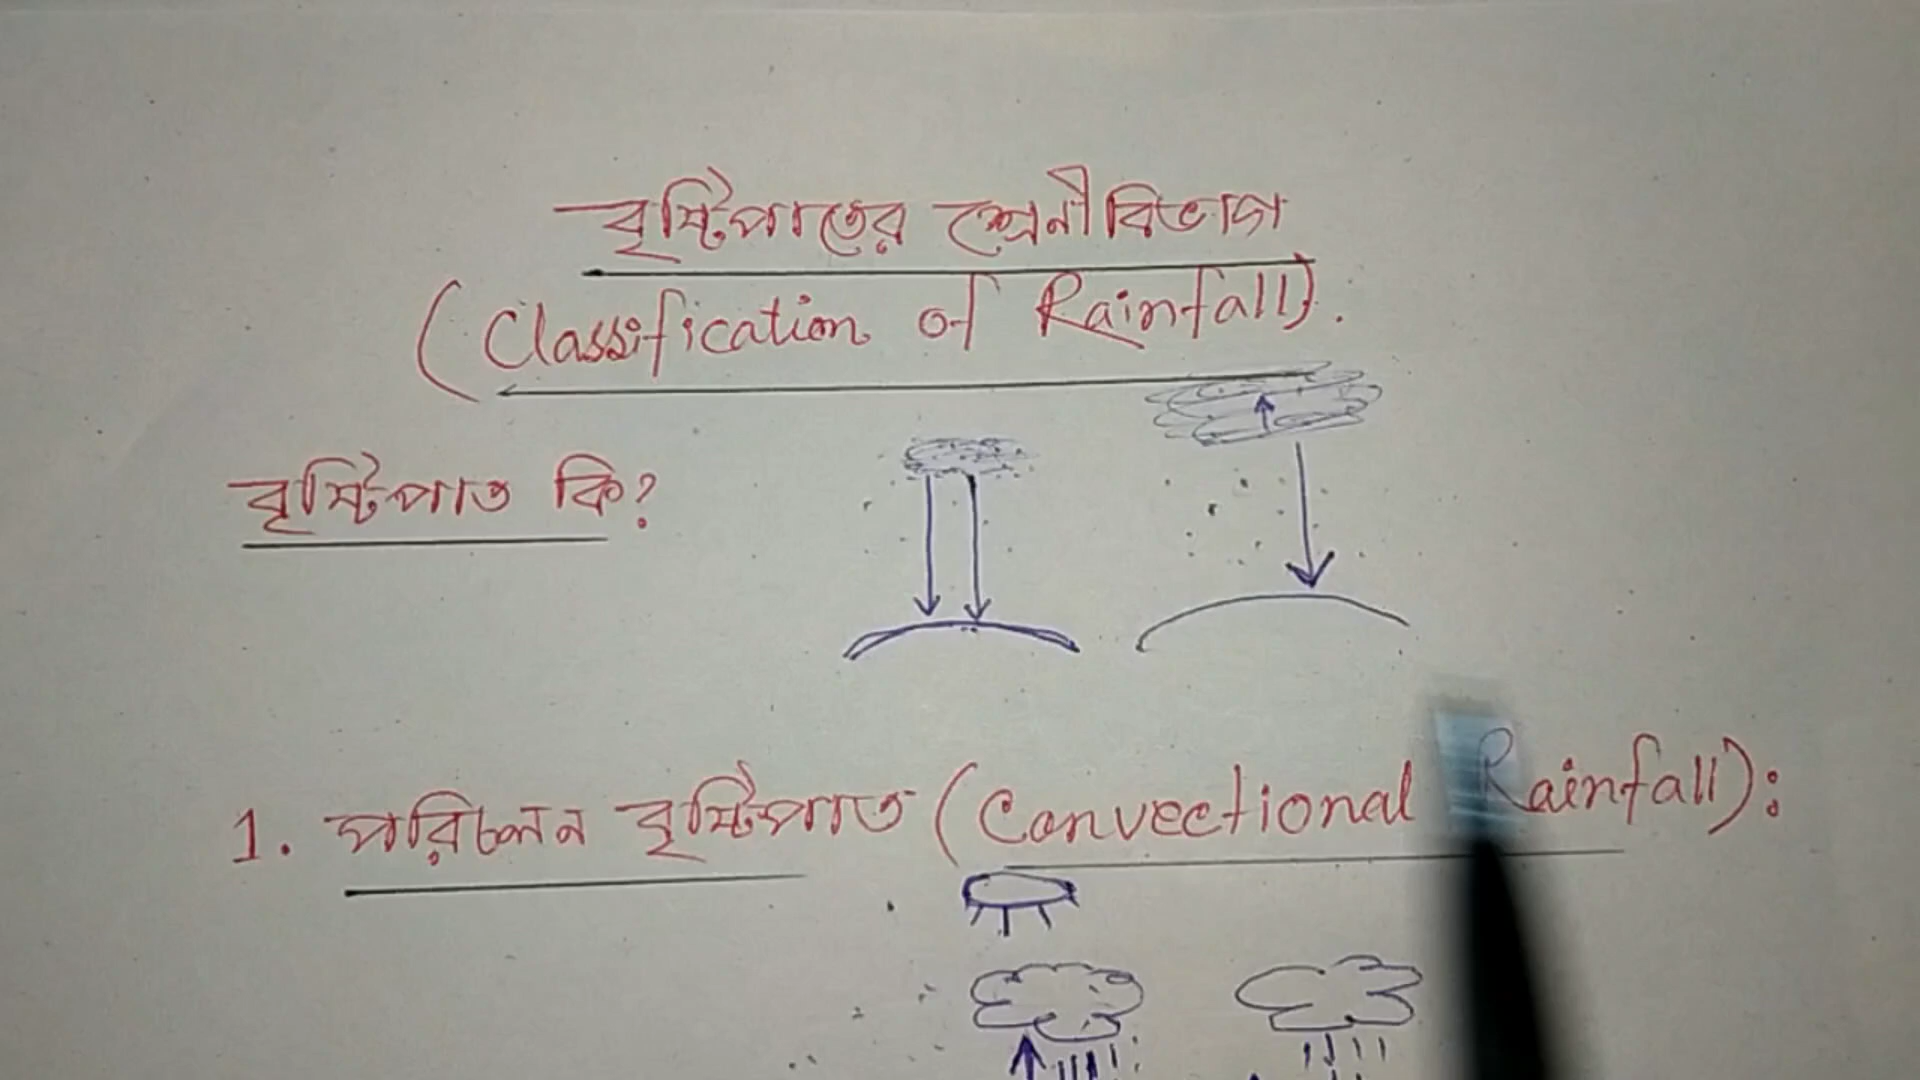 বৃষ্টিপাতের শ্রেনীবিভাগ
(Classification of Rainfall).
বৃষ্টিপাত কি?
1. পরিচলন বৃষ্টিপাত (Convectional Rainfall):